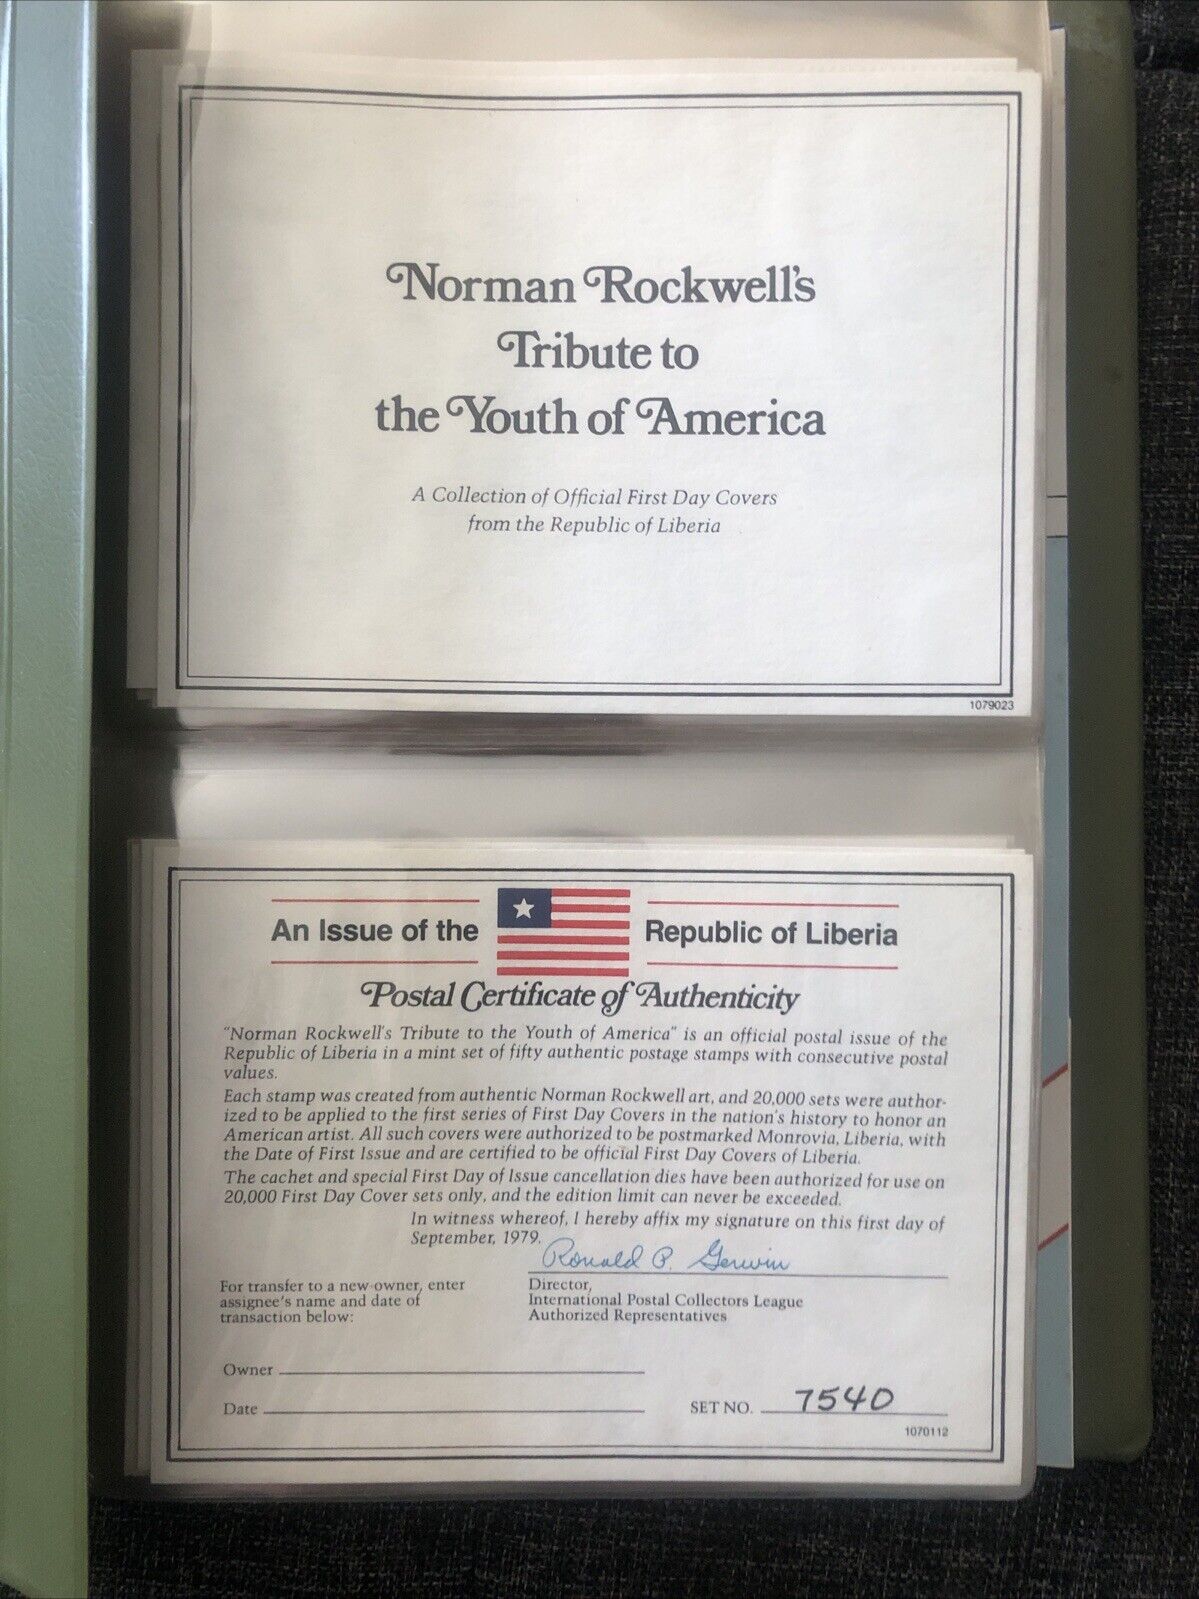 Norman Rockwell's
Tribute to
the Youth of America
A Collection of Official First Day Covers
from the Republic of Liberia
1079023
An Issue of the Republic of Liberia
Postal Certificate of Authenticity
"Norman Rockwell's Tribute to the Youth of America" is an official postal issue of the
Republic of Liberia in a mint set of fifty authentic postage stamps with consecutive postal
values.
Each stamp was created from authentic Norman Rockwell art, and 20,000 sets were author-
ized to be applied to the first series of First Day Covers in the nation's history to honor an
American artist. All such covers were authorized to be postmarked Monrovia, Liberia, with
the Date of First Issue and are certified to be official First Day Covers of Liberia.
The cachet and special First Day of Issue cancellation dies have been authorized for use on
20,000 First Day Cover sets only, and the edition limit can never be exceeded.
In witness whereof, I hereby affix my signature on this first day of
September, 1979.
Ronald P. Gerwin
For transfer to a new owner, enter
assignee's name and date of
transaction below:
Director,
International Postal Collectors League
Authorized Representatives
Owner
Date
SET NO. 7540
1070112